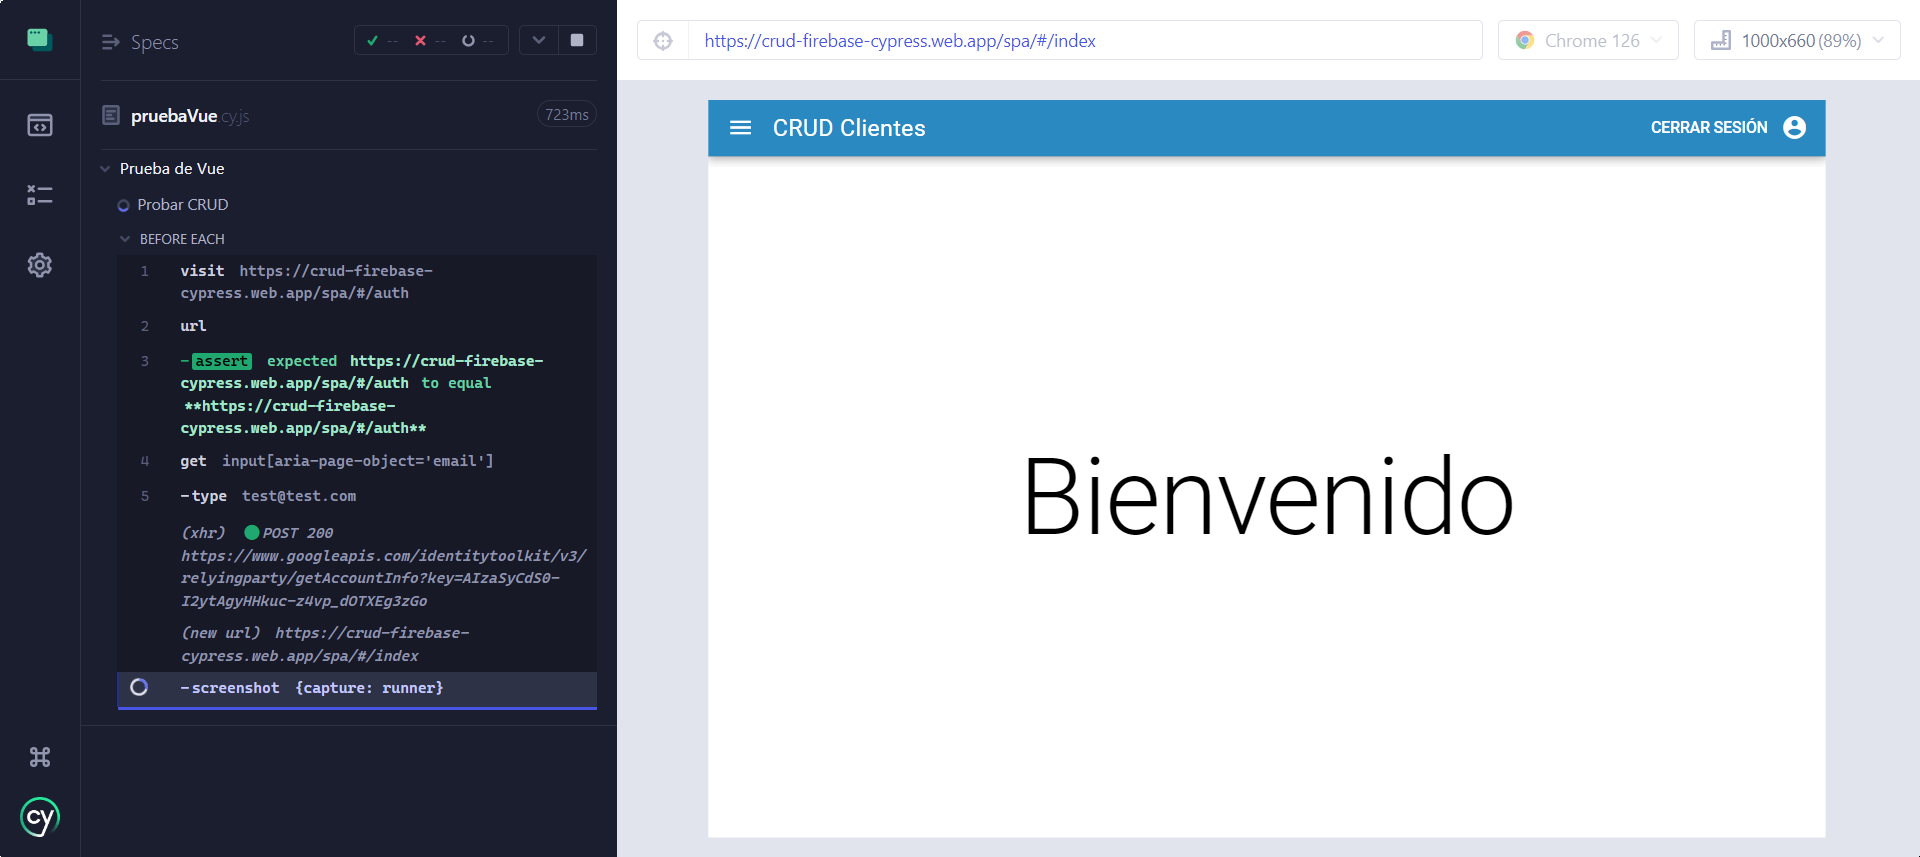 Specs
-- -- --
pruebaVue.cy.js
723ms
Prueba de Vue
Probar CRUD
BEFORE EACH
1 visit https://crud-firebase-
cypress.web.app/spa/#/auth
2 url
3 -assert expected https://crud-firebase-
cypress.web.app/spa/#/auth to equal
**https://crud-firebase-
cypress.web.app/spa/#/auth**
4 get input[aria-page-object='email']
5 -type test@test.com
(xhr) POST 200
https://www.googleapis.com/identitytoolkit/v3/
relyingparty/getAccountInfo?key=AIzaSyCdS0-
I2ytAgyHHkuc-z4vp_dOTXEg3zGo
(new url) https://crud-firebase-
cypress.web.app/spa/#/index
-screenshot {capture: runner}
cy
https://crud-firebase-cypress.web.app/spa/#/index
Chrome 126
1000x660 (89%)
CRUD Clientes
CERRAR SESIÓN
Bienvenido